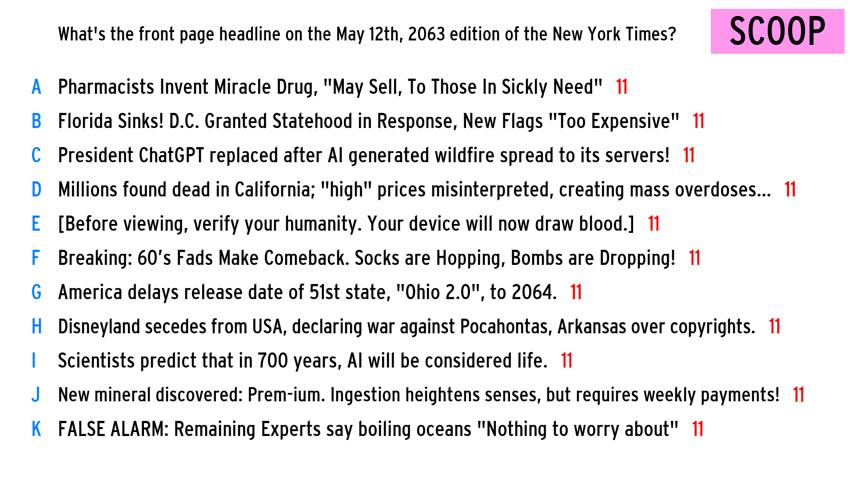 What's the front page headline on the May 12th, 2063 edition of the New York Times?
SCOOP
A Pharmacists Invent Miracle Drug, "May Sell, To Those In Sickly Need" 11
B Florida Sinks! D.C. Granted Statehood in Response, New Flags "Too Expensive" 11
C President ChatGPT replaced after AI generated wildfire spread to its servers! 11
D Millions found dead in California; "high" prices misinterpreted, creating mass overdoses... 11
E [Before viewing, verify your humanity. Your device will now draw blood.] 11
F Breaking: 60's Fads Make Comeback. Socks are Hopping, Bombs are Dropping! 11
G America delays release date of 51st state, "Ohio 2.0", to 2064. 11
H Disneyland secedes from USA, declaring war against Pocahontas, Arkansas over copyrights. 11
I Scientists predict that in 700 years, AI will be considered life. 11
J New mineral discovered: Prem-ium. Ingestion heightens senses, but requires weekly payments! 11
K FALSE ALARM: Remaining Experts say boiling oceans "Nothing to worry about" 11